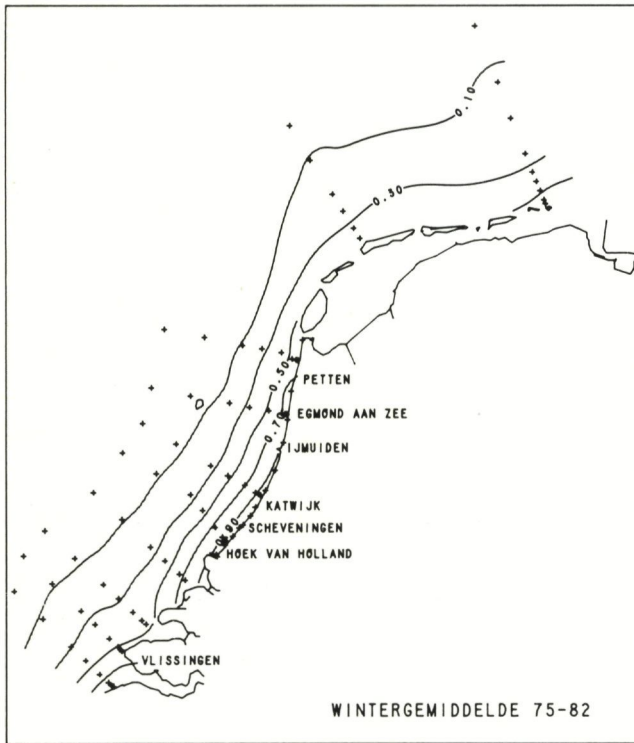 0.10
0.30
0.50
PETTEN
EGMOND AAN ZEE
0.70
IJMUIDEN
KATWIJK
0.90
SCHEVENINGEN
HOEK VAN HOLLAND
VLISSINGEN
WINTERGEMIDDELDE 75-82